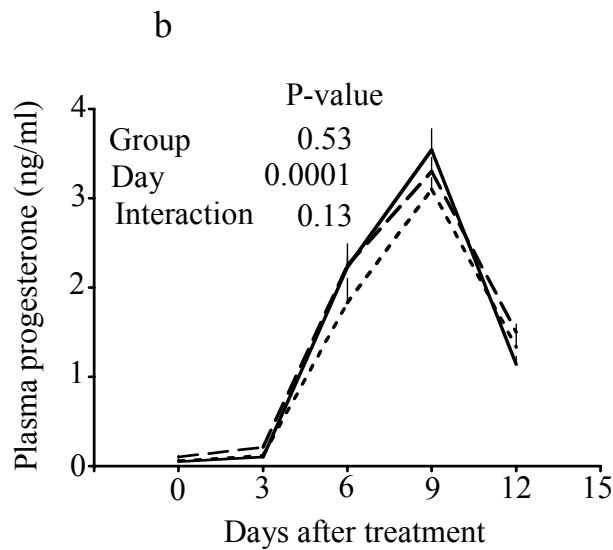 b
P-value
Group 0.53
Day 0.0001
Interaction 0.13
Plasma progesterone (ng/ml)
4
3
2
1
0
0 3 6 9 12 15
Days after treatment